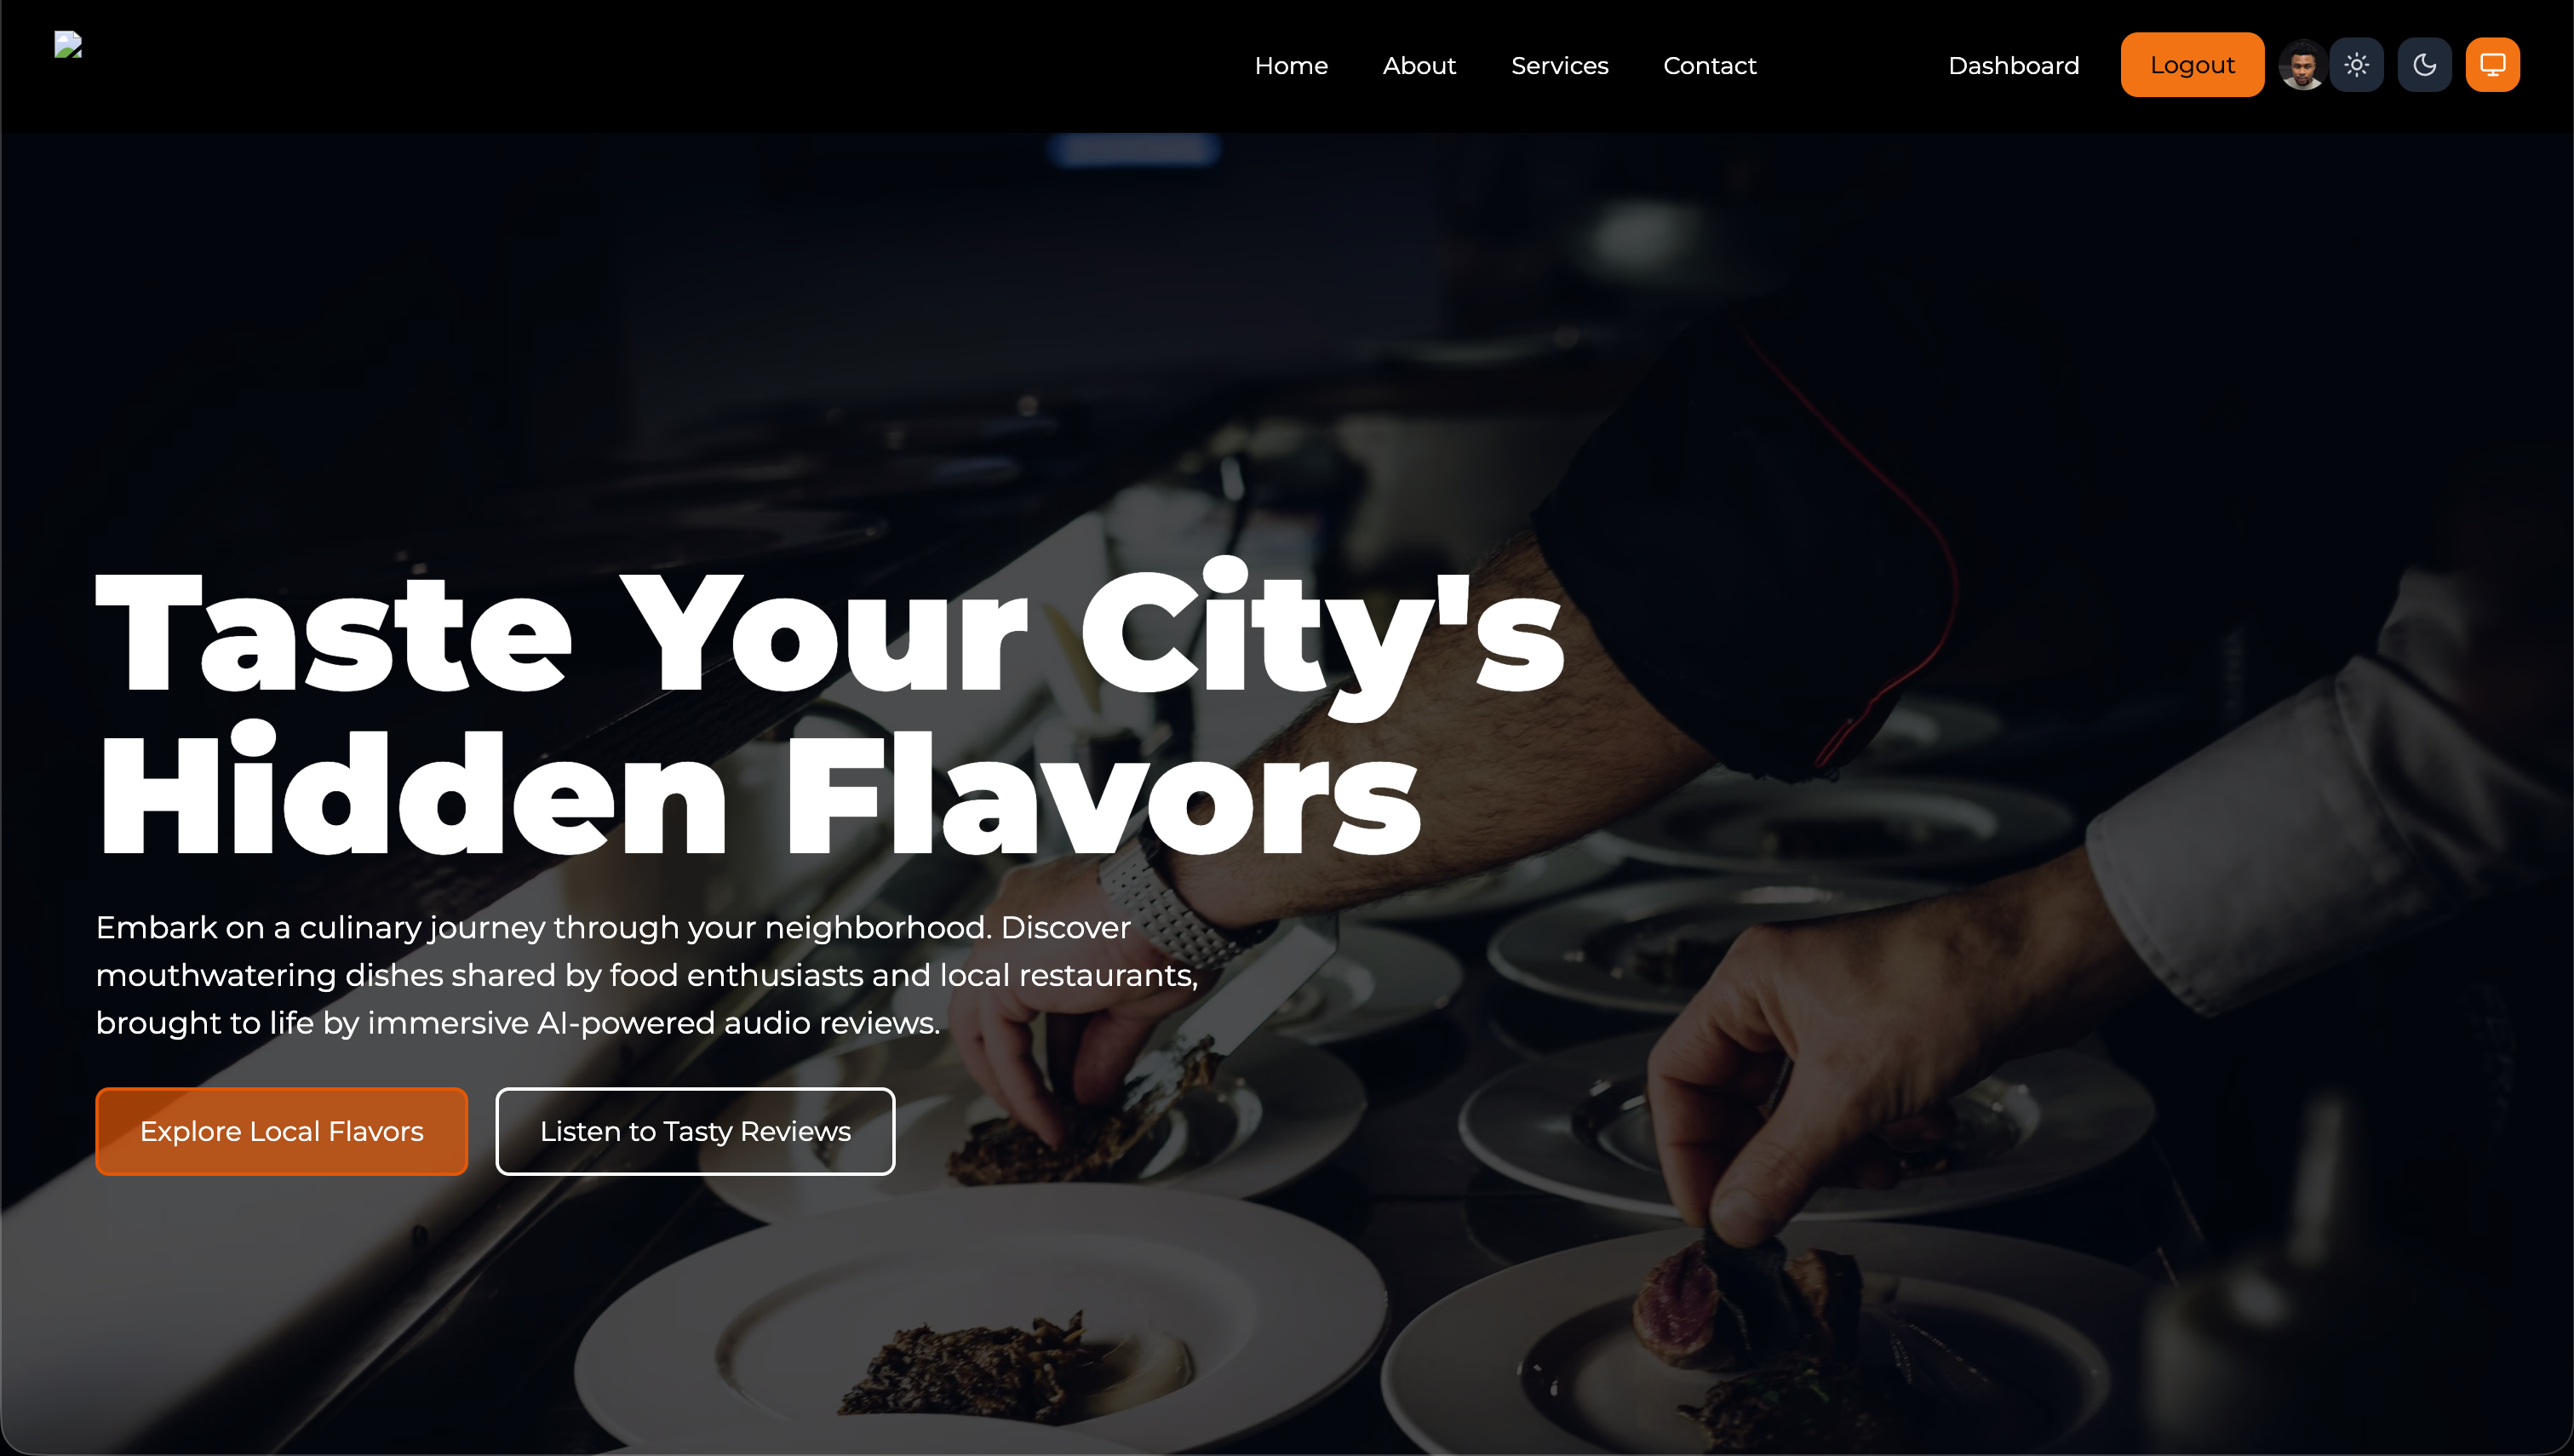 Home About Services Contact Dashboard Logout
Taste Your City's
Hidden Flavors
Embark on a culinary journey through your neighborhood. Discover
mouthwatering dishes shared by food enthusiasts and local restaurants,
brought to life by immersive AI-powered audio reviews.
Explore Local Flavors Listen to Tasty Reviews